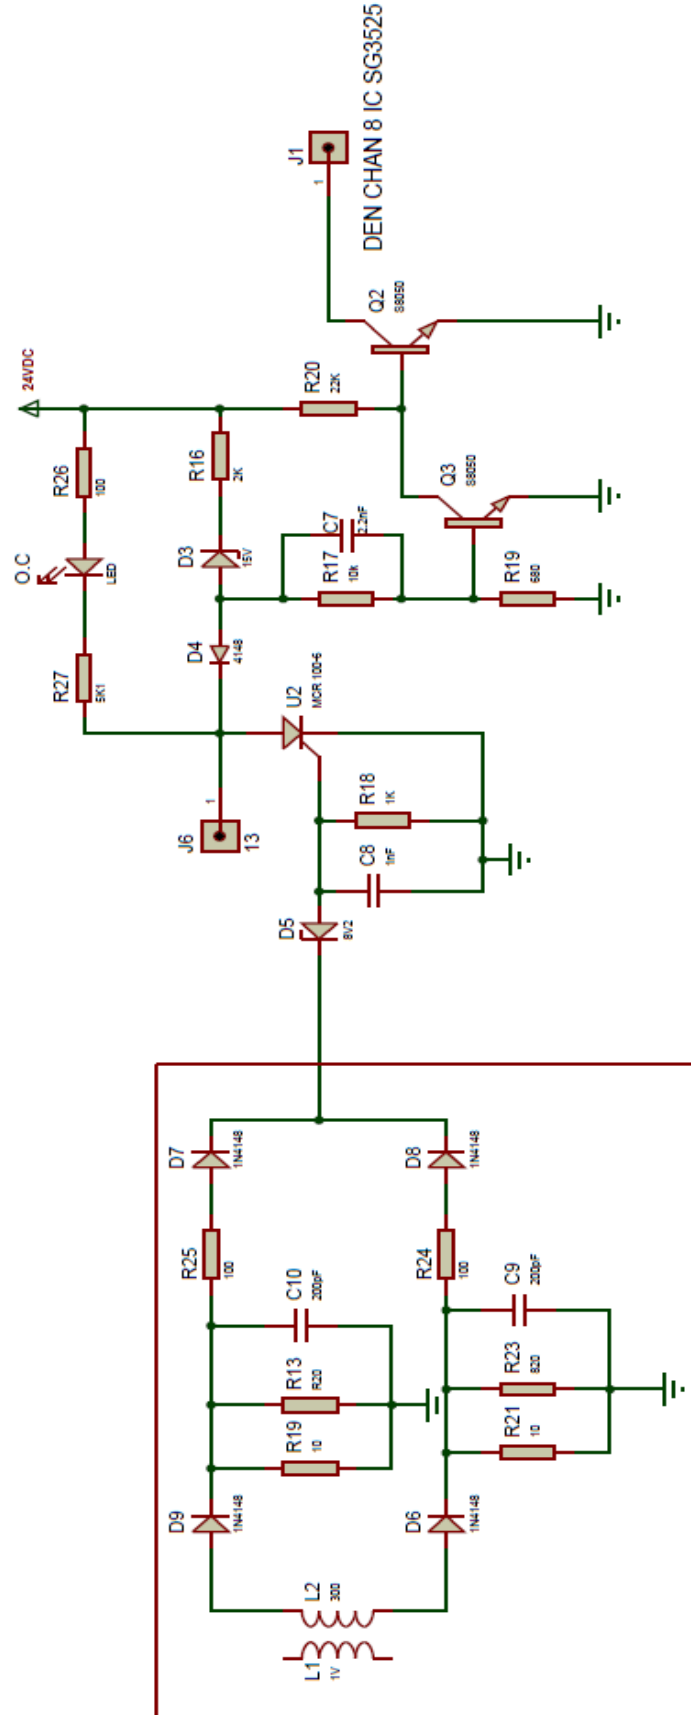 24VDC
O.C
LED
R26
100
R27
5K1
R16
2K
D3
15V
D4
4148
R20
22K
C7
2.2nF
R17
10k
Q2
S8050
Q3
S8050
R19
680
J1
1
DEN CHAN 8 IC SG3525
J6
1
13
U2
MCR 100-6
R18
1K
C8
1nF
D5
8V2
D7
1N4148
D8
1N4148
R25
100
R24
100
C10
200pF
R13
R20
R19
10
C9
200pF
R23
820
R21
10
D9
1N4148
D6
1N4148
L2
300
L1
1V